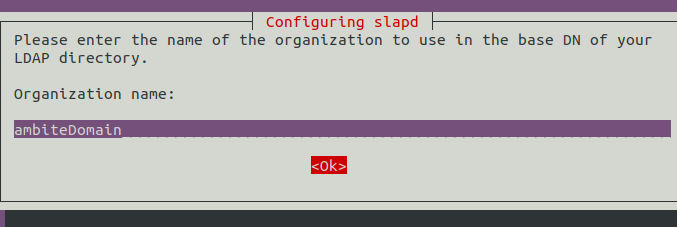 Configuring slapd
Please enter the name of the organization to use in the base DN of your
LDAP directory.
Organization name:
ambiteDomain
<Ok>